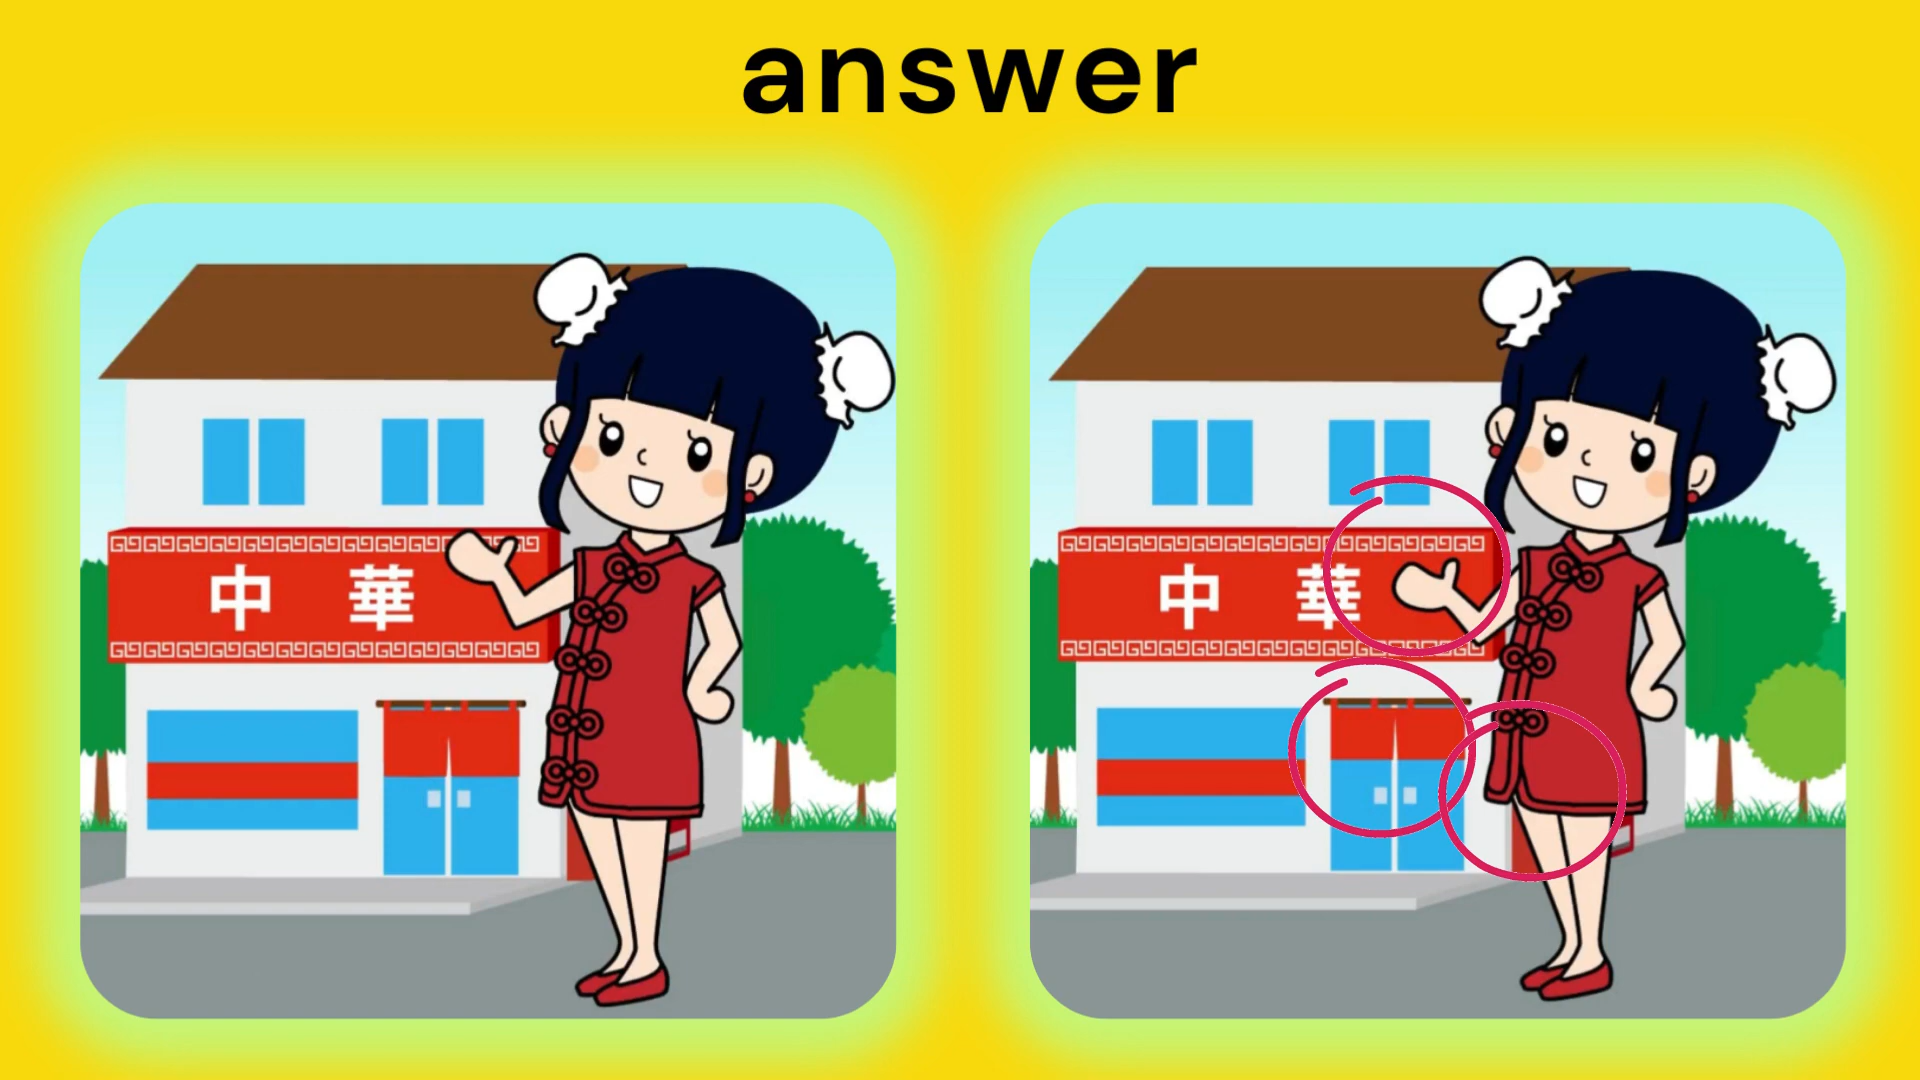 answer
中 華
中 華